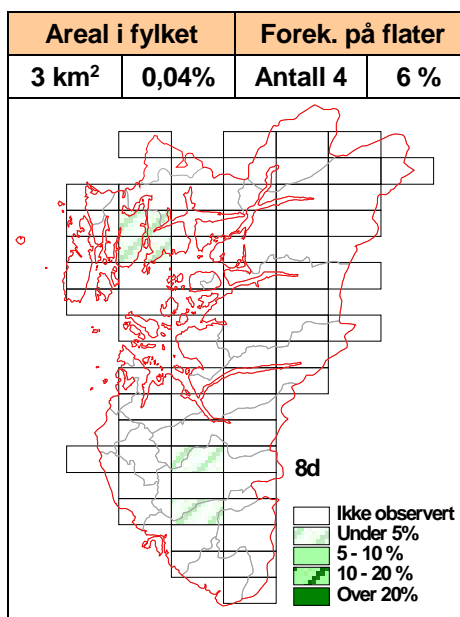 Areal i fylket Forek. på flater
3 km² 0,04% Antall 4 6 %
8d
Ikke observert
Under 5%
5 - 10 %
10 - 20 %
Over 20%